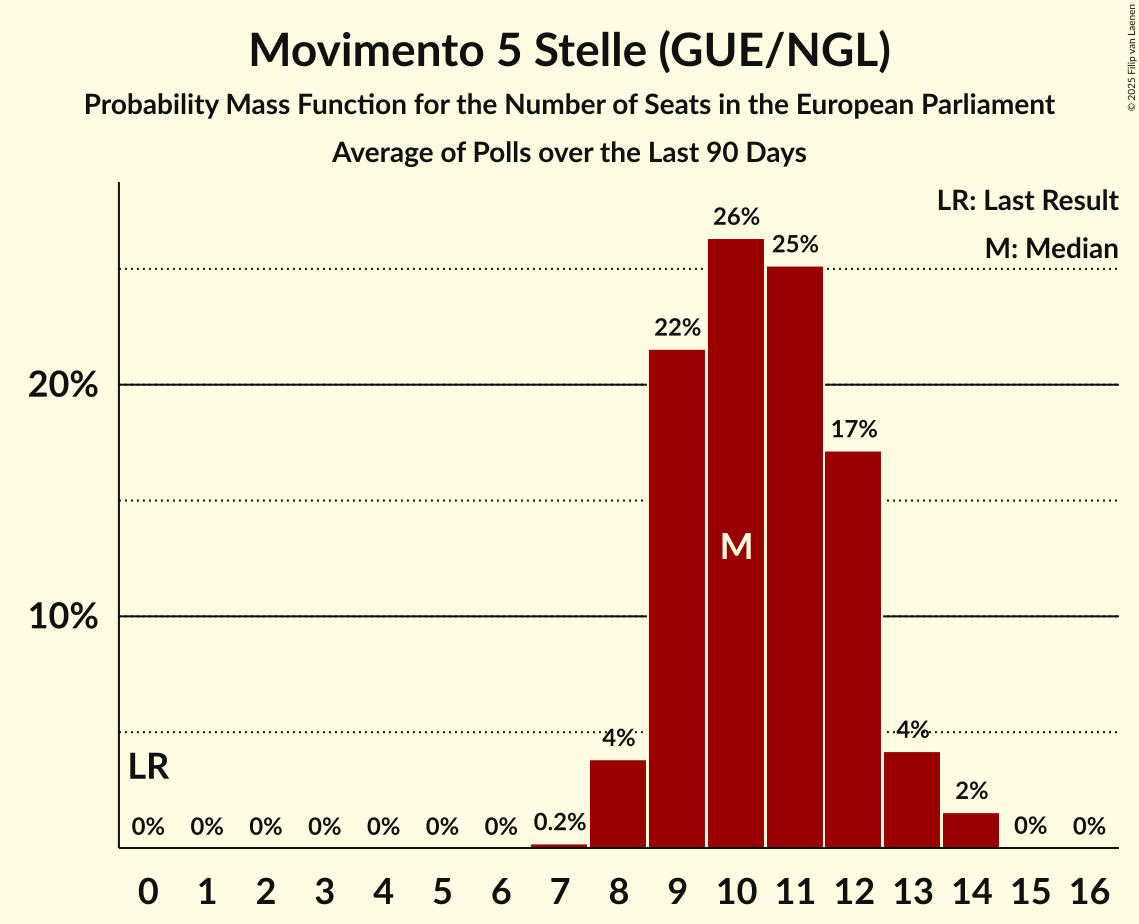 Movimento 5 Stelle (GUE/NGL)
Probability Mass Function for the Number of Seats in the European Parliament
Average of Polls over the Last 90 Days
© 2025 Filip van Laenen
LR: Last Result
M: Median
26%
25%
22%
20%
17%
M
10%
4%
4%
LR
2%
0% 0% 0% 0% 0% 0% 0% 0.2% 0% 0%
0 1 2 3 4 5 6 7 8 9 10 11 12 13 14 15 16